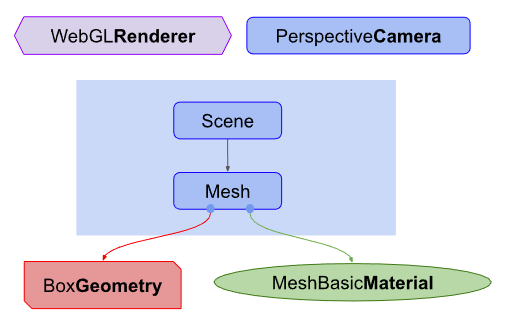 WebGLRenderer
PerspectiveCamera
Scene
Mesh
BoxGeometry
MeshBasicMaterial